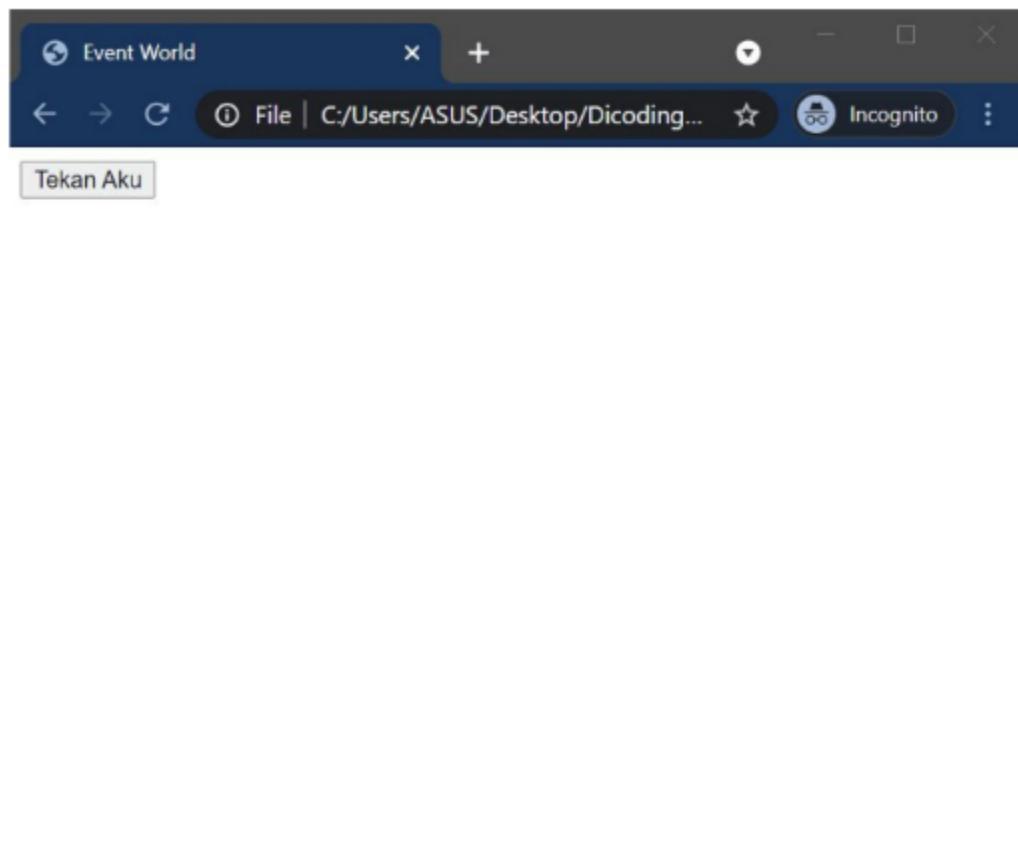 Event World
File | C:/Users/ASUS/Desktop/Dicoding... Incognito
Tekan Aku